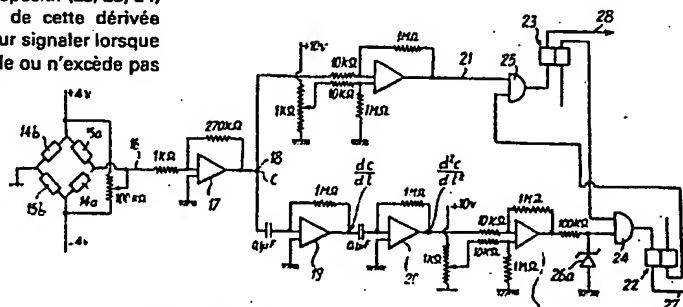 de cette dérivée
ur signaler lorsque
le ou n'excède pas
+4v
14b
15a
15b
14a
100kΩ
-4v
16
1kΩ
270kΩ
17
18
C
+10v
1kΩ
10kΩ
10kΩ
1MΩ
1MΩ
21
25
23
28
0,1µF
1MΩ
19
dc/dt
0,1µF
1MΩ
20
d²c/dt²
+10v
1kΩ
10kΩ
10kΩ
1MΩ
1MΩ
100kΩ
26a
24
22
27